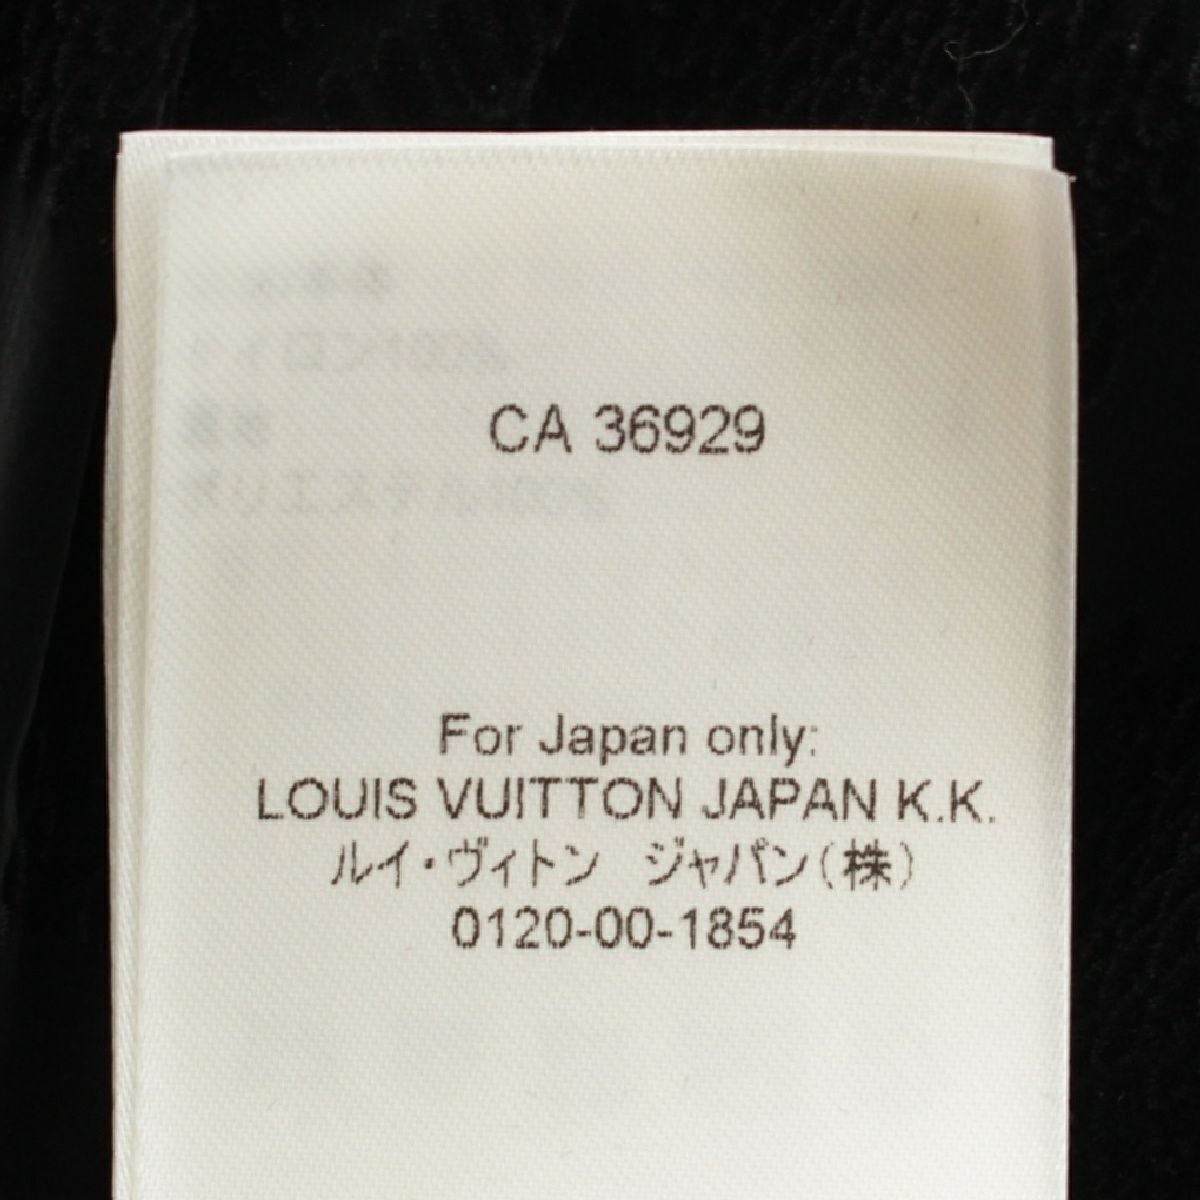 CA 36929
For Japan only:
LOUIS VUITTON JAPAN K.K.
ルイ・ヴィトン ジャパン(株)
0120-00-1854